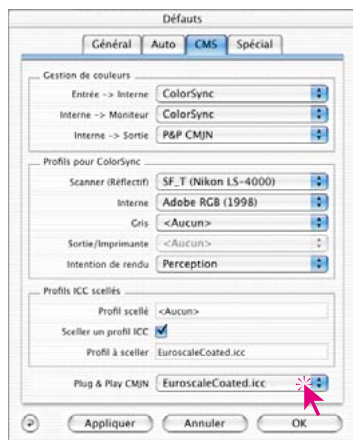 Défauts
Général Auto CMS Spécial
Gestion de couleurs
Entrée -> Interne ColorSync
Interne -> Moniteur ColorSync
Interne -> Sortie P&P CMJN
Profils pour ColorSync
Scanner (Réflectif) SF_T (Nikon LS-4000)
Interne Adobe RGB (1998)
Gris <Aucun>
Sortie/Imprimante <Aucun>
Intention de rendu Perception
Profils ICC scellés
Profil scellé <Aucun>
Sceller un profil ICC
Profil à sceller EuroscaleCoated.icc
Plug & Play CMJN EuroscaleCoated.icc
? Appliquer Annuler OK